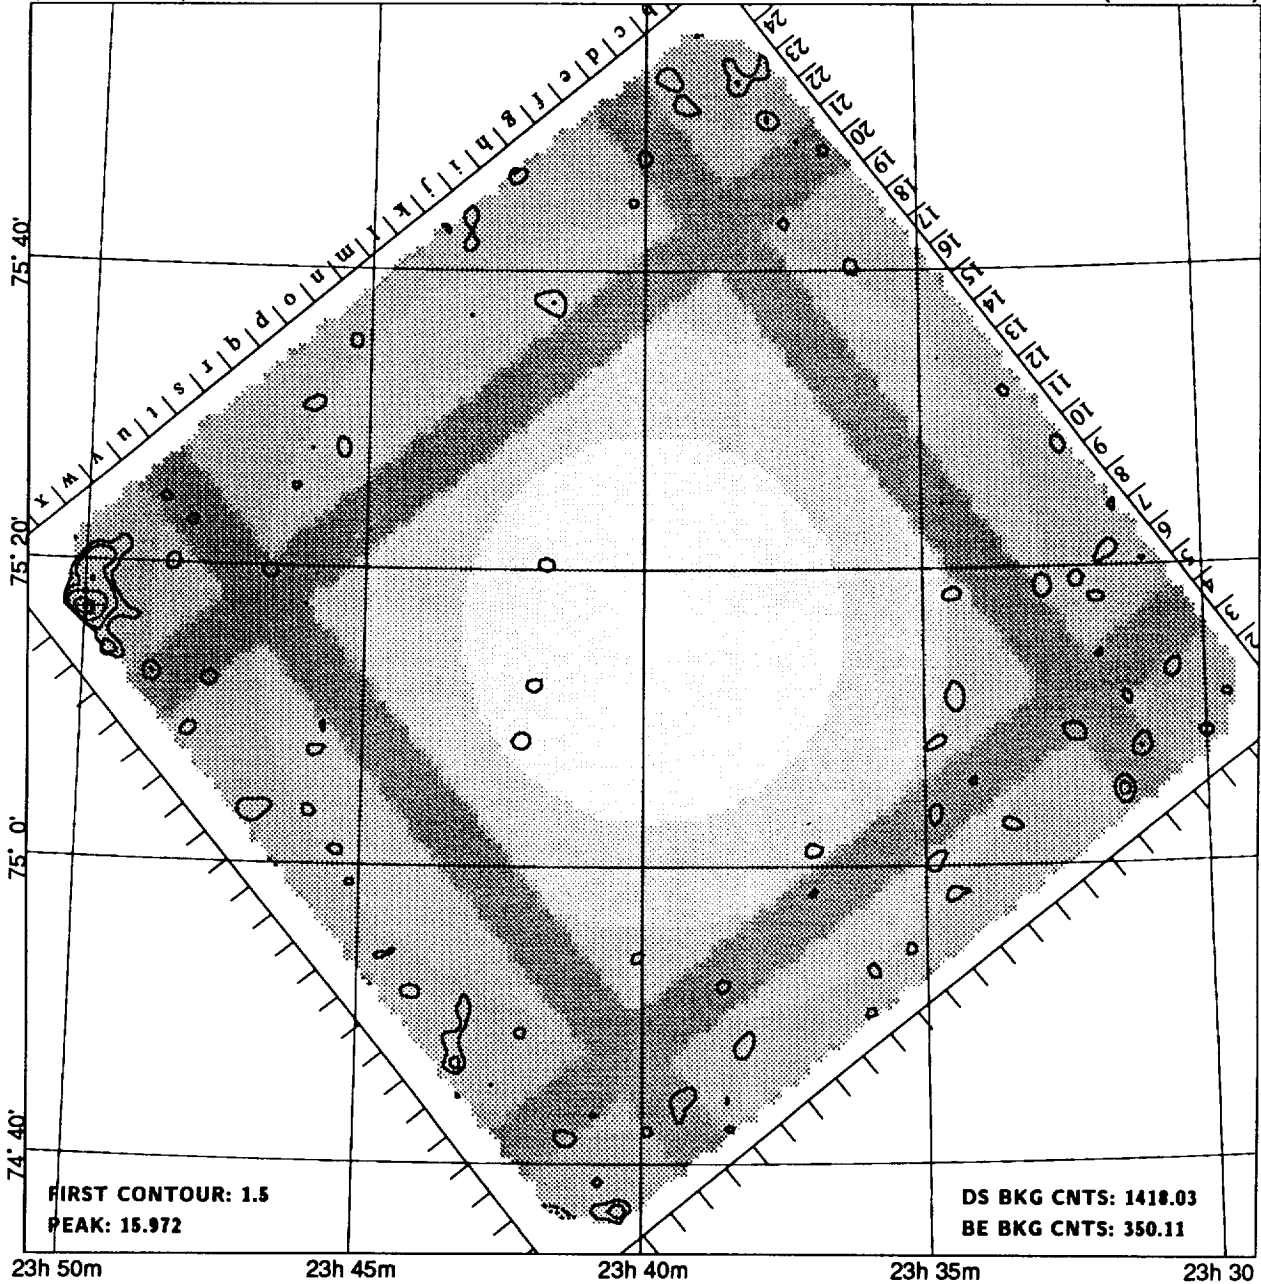 b
c
d
e
f
g
h
i
j
k
l
m
n
o
p
q
r
s
t
u
v
w
x
24
23
22
21
20
19
18
17
16
15
14
13
12
11
10
9
8
7
6
5
4
3
2
75° 40'
75° 20'
75° 0'
74° 40'
FIRST CONTOUR: 1.5
PEAK: 15.972
DS BKG CNTS: 1418.03
BE BKG CNTS: 350.11
23h 50m
23h 45m
23h 40m
23h 35m
23h 30